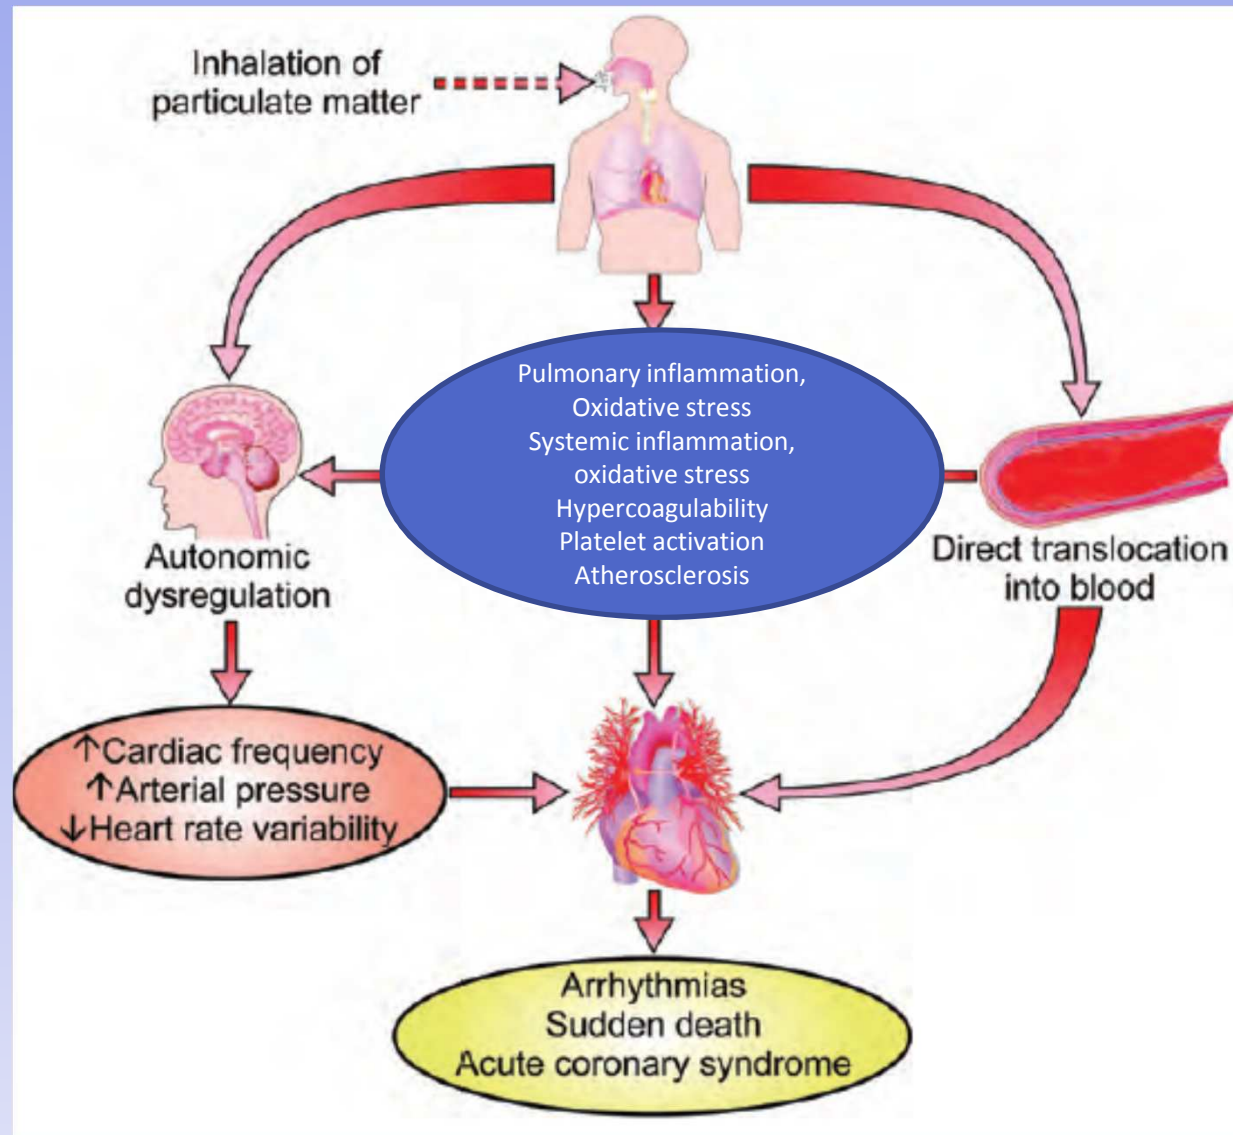 Inhalation of
particulate matter
Pulmonary inflammation,
Oxidative stress
Systemic inflammation,
oxidative stress
Hypercoagulability
Platelet activation
Atherosclerosis
Autonomic
dysregulation
Direct translocation
into blood
↑Cardiac frequency
↑Arterial pressure
↓Heart rate variability
Arrhythmias
Sudden death
Acute coronary syndrome